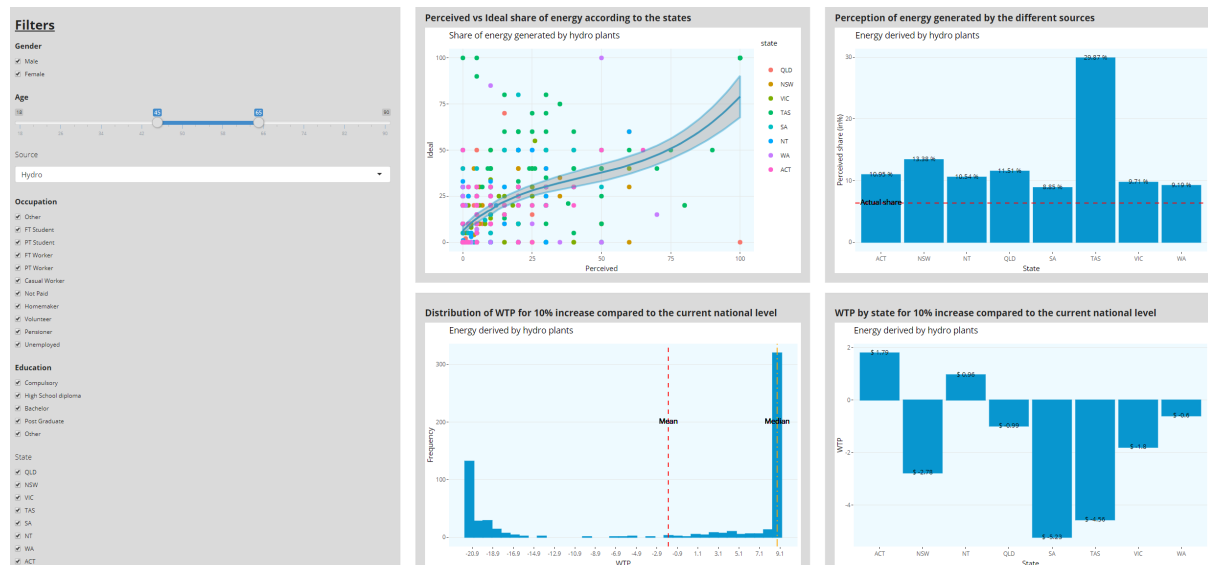 Filters
Gender
Male
Female
Age
18
45
65
90
Source
Hydro
Occupation
Other
FT Student
PT Student
FT Worker
PT Worker
Casual Worker
Not Paid
Homemaker
Volunteer
Pensioner
Unemployed
Education
Compulsory
High School diploma
Bachelor
Post Graduate
Other
State
QLD
NSW
VIC
TAS
SA
NT
WA
ACT
Perceived vs Ideal share of energy according to the states
Share of energy generated by hydro plants
state
QLD
NSW
VIC
TAS
SA
NT
WA
ACT
Ideal
100
75
50
25
0
0 25 50 75 100
Perceived
Perception of energy generated by the different sources
Energy derived by hydro plants
Perceived share (in%)
30
20
10
0
10.95 % 13.38 % 10.54 % 11.51 % 8.85 % 29.87 % 9.71 % 9.19 %
Actual share
ACT NSW NT QLD SA TAS VIC WA
State
Distribution of WTP for 10% increase compared to the current national level
Energy derived by hydro plants
Frequency
300
200
100
0
Mean
Median
-20.9 -18.9 -16.9 -14.9 -12.9 -10.9 -8.9 -6.9 -4.9 -2.9 -0.9 1.1 3.1 5.1 7.1 9.1
WTP
WTP by state for 10% increase compared to the current national level
Energy derived by hydro plants
WTP
2
0
-2
-4
$ 1.79 $ -2.78 $ 0.96 $ -0.99 $ -5.25 $ -4.56 $ -1.8 $ -0.6
ACT NSW NT QLD SA TAS VIC WA
State